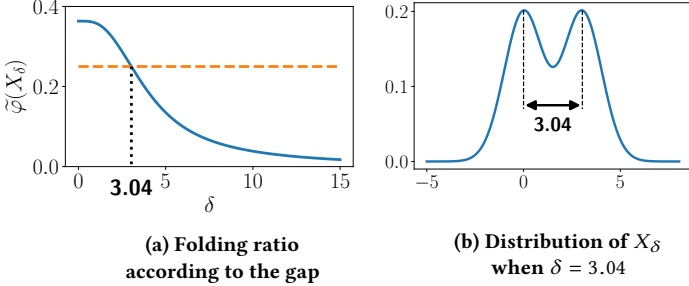 0.4
0.2
0.0
φ̃(X_δ)
0
5
10
15
3.04
δ
(a) Folding ratio
according to the gap
0.2
0.1
0.0
-5
0
5
3.04
(b) Distribution of X_δ
when δ = 3.04